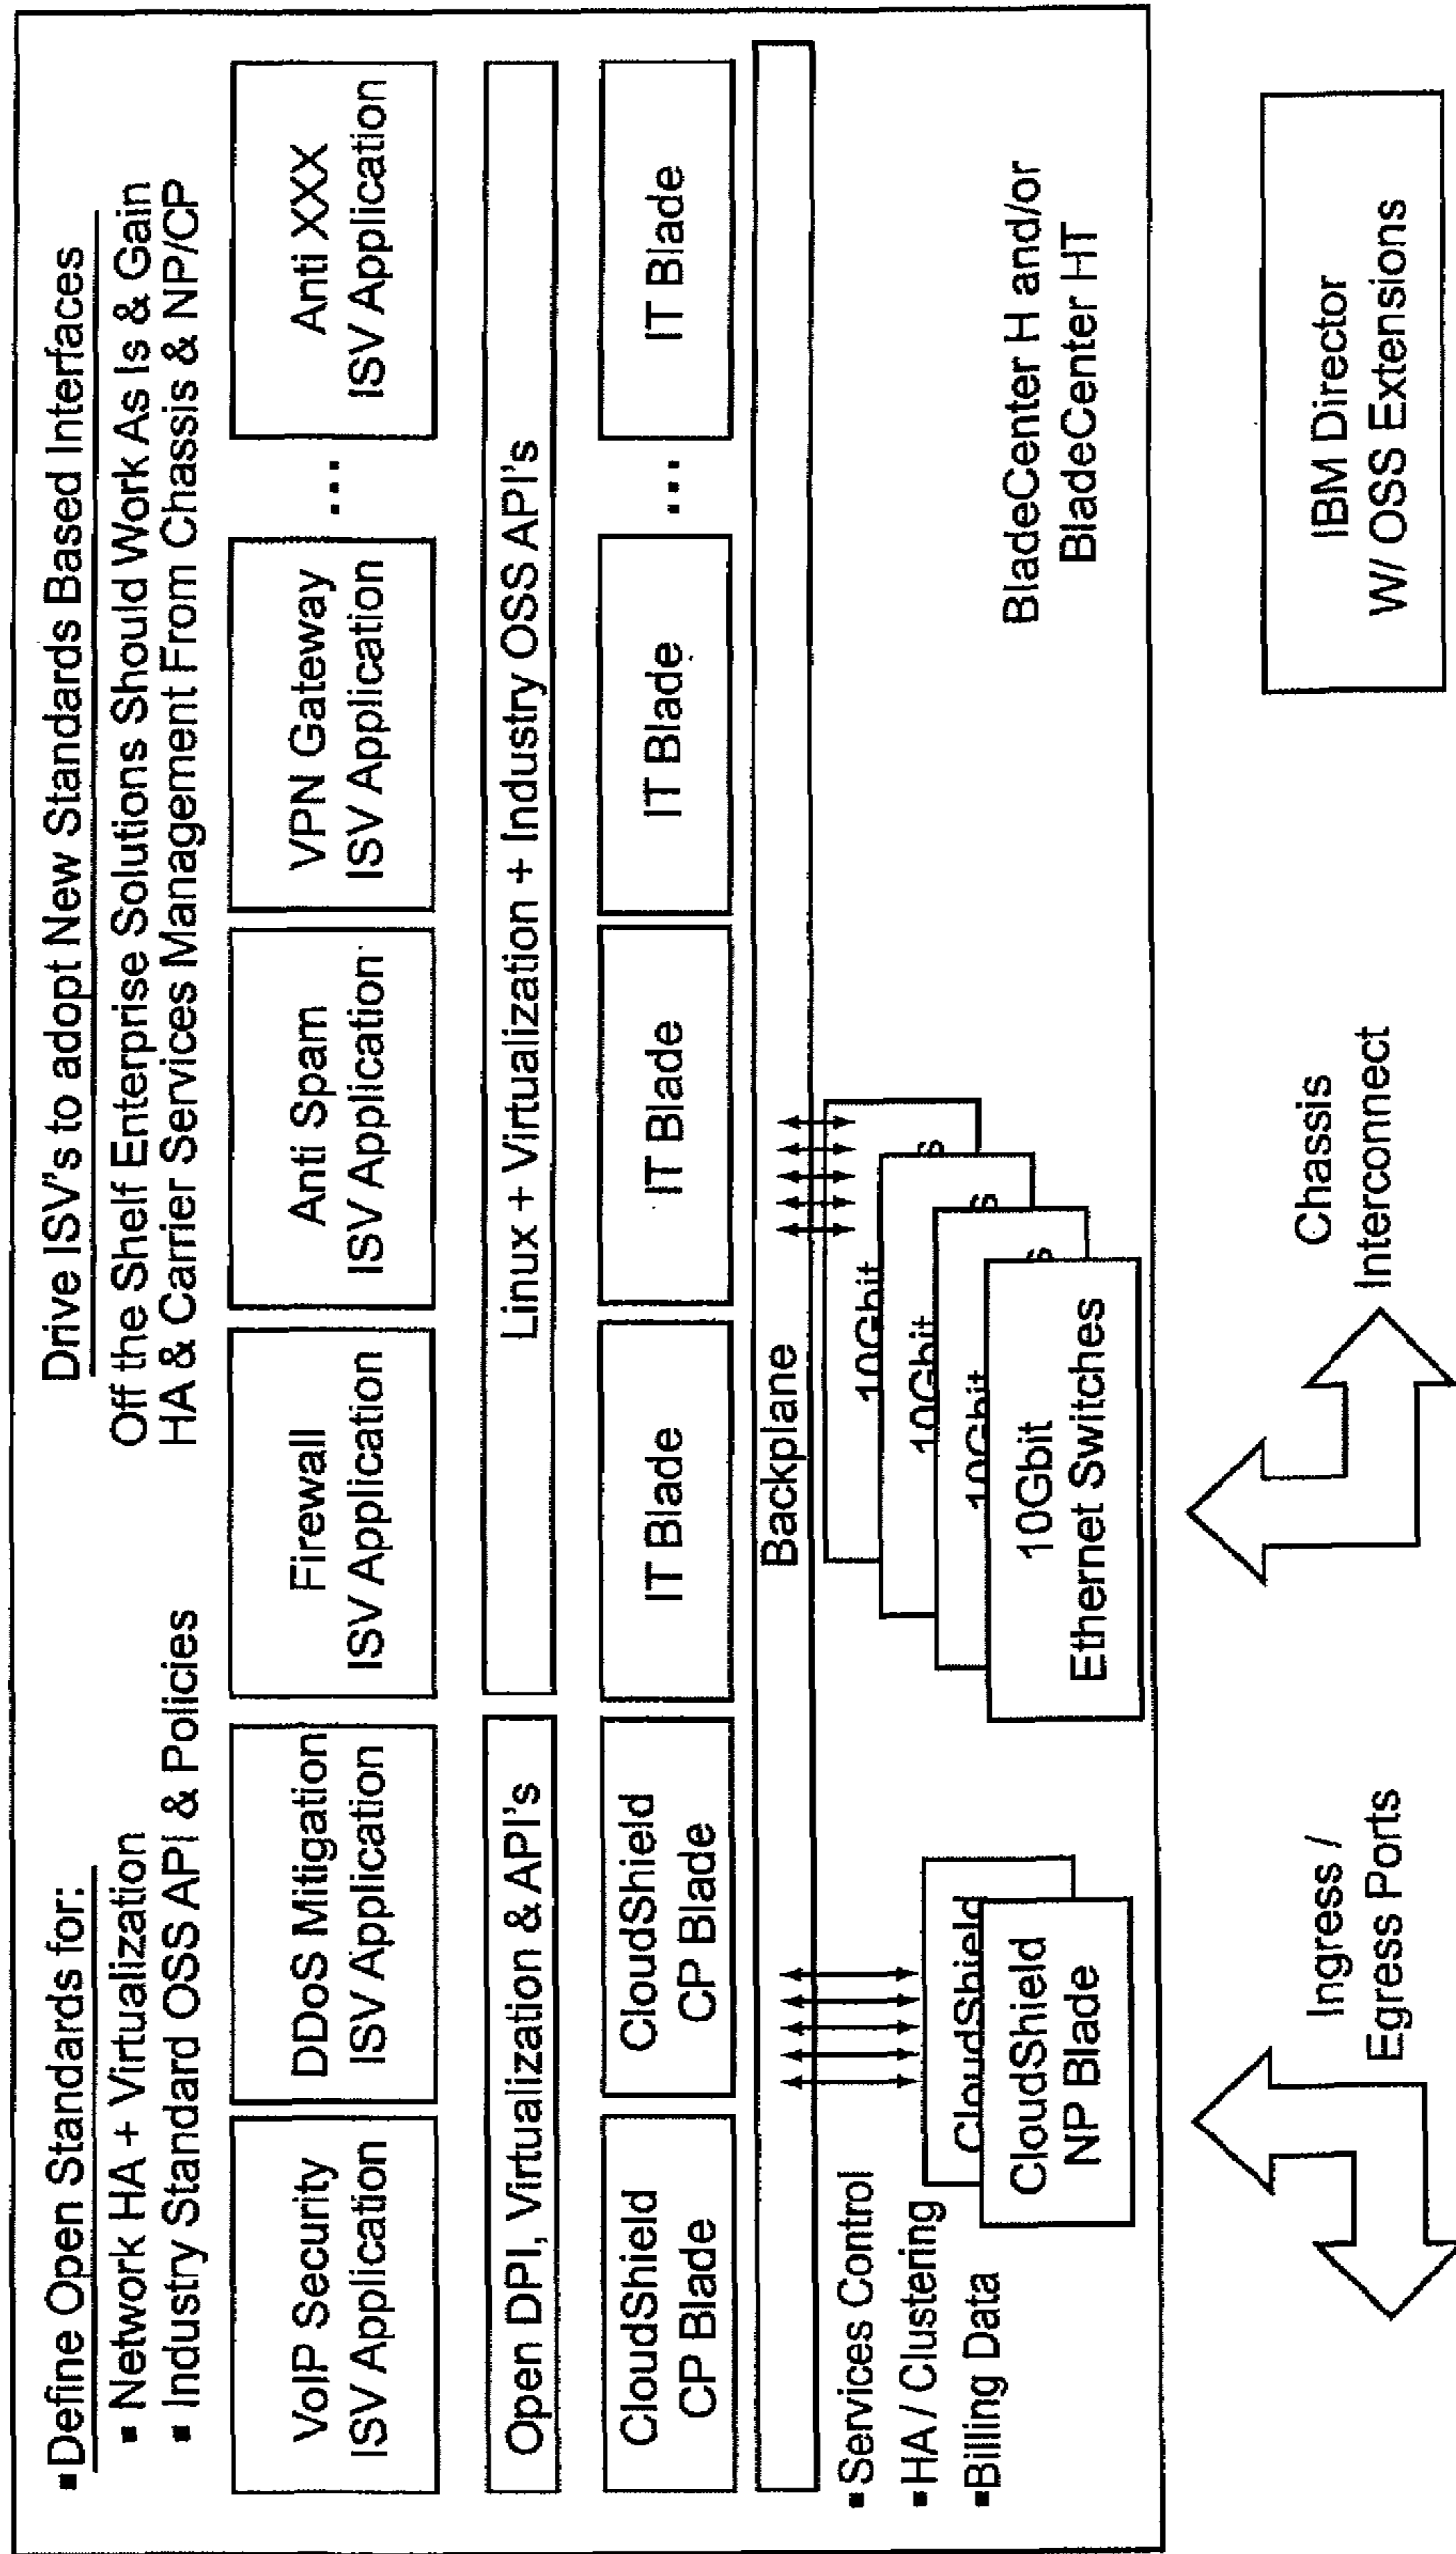 ▪Define Open Standards for:
▪ Network HA + Virtualization
▪ Industry Standard OSS API & Policies
Drive ISV's to adopt New Standards Based Interfaces
Off the Shelf Enterprise Solutions Should Work As Is & Gain
HA & Carrier Services Management From Chassis & NP/CP
VoIP Security
ISV Application
DDoS Mitigation
ISV Application
Firewall
ISV Application
Anti Spam
ISV Application
VPN Gateway
ISV Application
...
Anti XXX
ISV Application
Open DPI, Virtualization & API's
Linux + Virtualization + Industry OSS API's
CloudShield
CP Blade
CloudShield
CP Blade
IT Blade
IT Blade
IT Blade
...
IT Blade
Backplane
▪Services Control
▪HA / Clustering
▪Billing Data
CloudShield
CloudShield
NP Blade
10Gbit
10Gbit
10Gbit
10Gbit
Ethernet Switches
BladeCenter H and/or
BladeCenter HT
Ingress /
Egress Ports
Chassis
Interconnect
IBM Director
W/ OSS Extensions